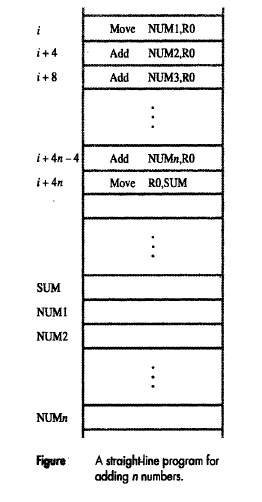 i Move NUM1,R0
i + 4 Add NUM2,R0
i + 8 Add NUM3,R0
i + 4n – 4 Add NUMn,R0
i + 4n Move R0,SUM
SUM
NUM1
NUM2
NUMn
Figure A straight-line program for
adding n numbers.